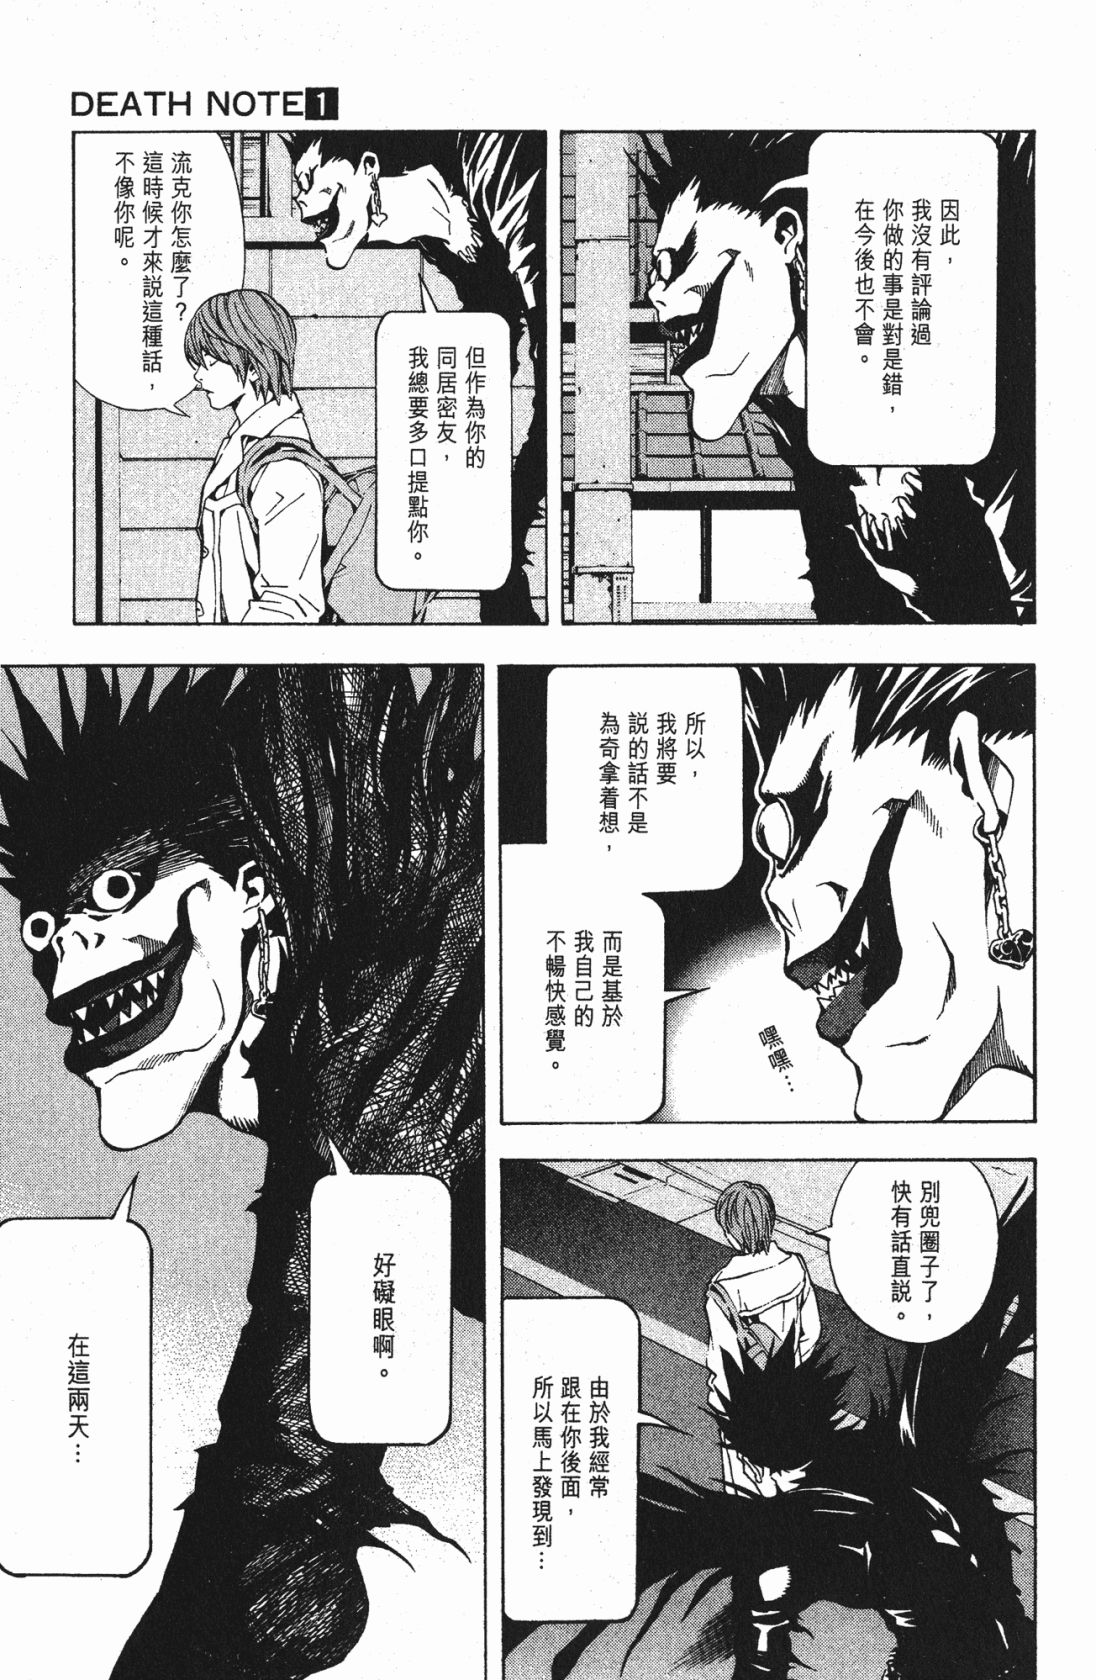 DEATH NOTE 1
因此，
我沒有評論過
你做的事是對是錯，
在今後也不會。
但作為你的
同居密友，
我總要多口提點你。
流克你怎麼了？
這時候才來説這種話，
不像你呢。
所以，
我將要
説的話不是
為奇拿着想，
而是基於
我自己的
不暢快感覺。
嘿嘿…
別兜圈子了，
快有話直説。
由於我經常
跟在你後面，
所以馬上發現到…
好礙眼啊。
在這兩天…